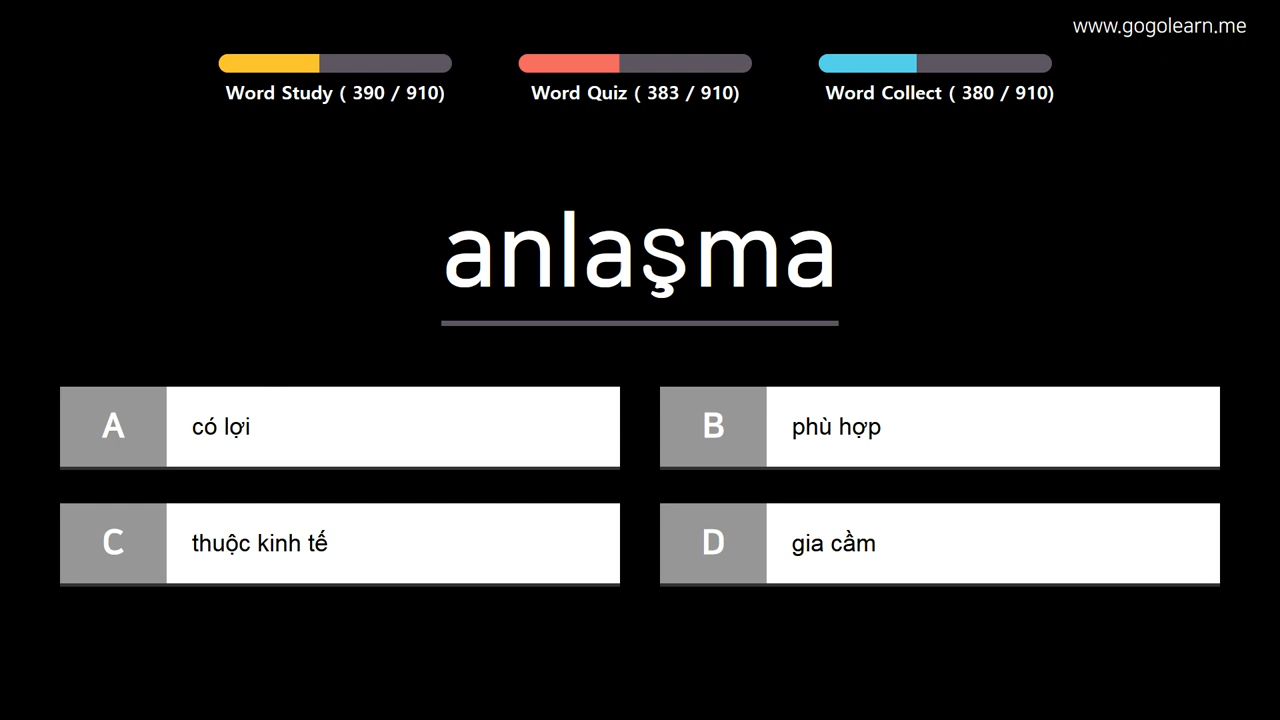 www.gogolearn.me
Word Study ( 390 / 910)
Word Quiz ( 383 / 910)
Word Collect ( 380 / 910)
anlaşma
A
có lợi
B
phù hợp
C
thuộc kinh tế
D
gia cầm